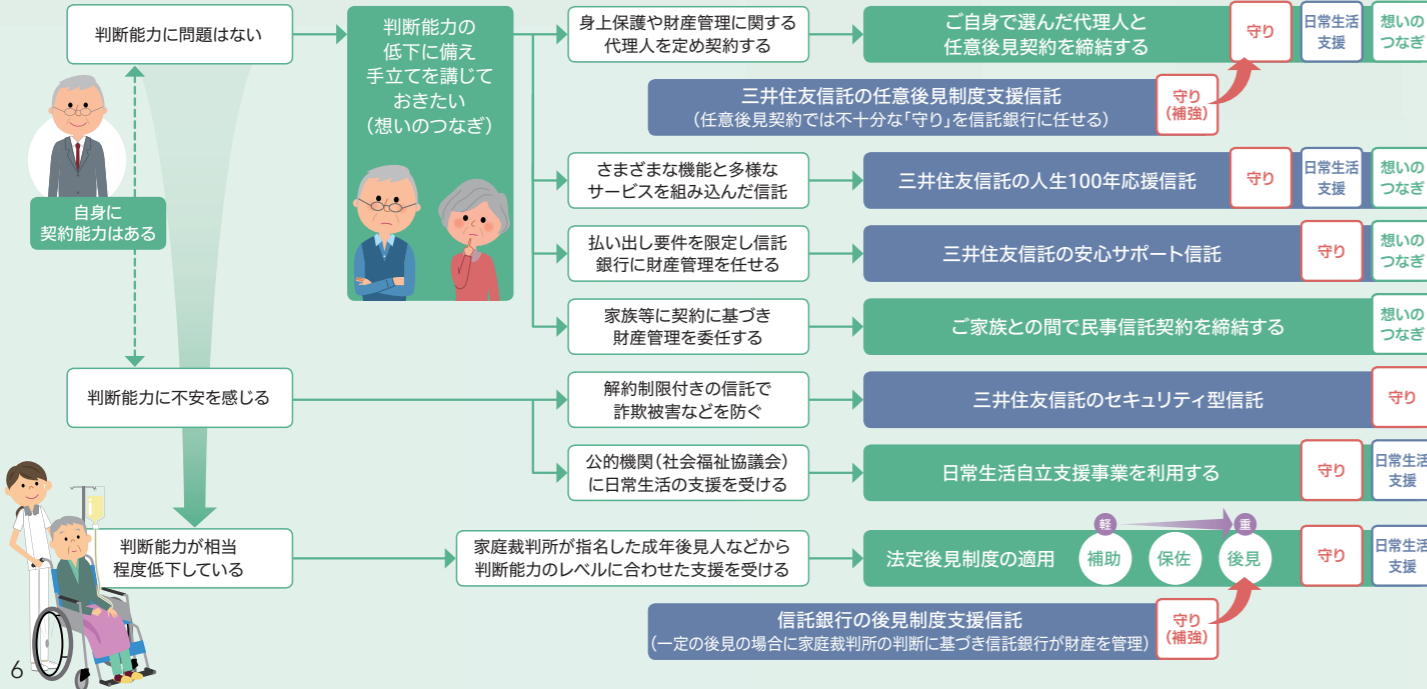 判断能力に問題はない
自身に
契約能力はある
判断能力の
低下に備え
手立てを講じて
おきたい
(想いのつなぎ)
身上保護や財産管理に関する
代理人を定め契約する
ご自身で選んだ代理人と
任意後見契約を締結する
守り
日常生活
支援
想いの
つなぎ
三井住友信託の任意後見制度支援信託
(任意後見契約では不十分な「守り」を信託銀行に任せる)
守り
(補強)
さまざまな機能と多様な
サービスを組み込んだ信託
三井住友信託の人生100年応援信託
守り
日常生活
支援
想いの
つなぎ
払い出し要件を限定し信託
銀行に財産管理を任せる
三井住友信託の安心サポート信託
守り
想いの
つなぎ
家族等に契約に基づき
財産管理を委任する
ご家族との間で民事信託契約を締結する
想いの
つなぎ
判断能力に不安を感じる
解約制限付きの信託で
詐欺被害などを防ぐ
三井住友信託のセキュリティ型信託
守り
公的機関(社会福祉協議会)
に日常生活の支援を受ける
日常生活自立支援事業を利用する
守り
日常生活
支援
判断能力が相当
程度低下している
家庭裁判所が指名した成年後見人などから
判断能力のレベルに合わせた支援を受ける
法定後見制度の適用
軽
重
補助
保佐
後見
守り
日常生活
支援
信託銀行の後見制度支援信託
(一定の後見の場合に家庭裁判所の判断に基づき信託銀行が財産を管理)
守り
(補強)
6